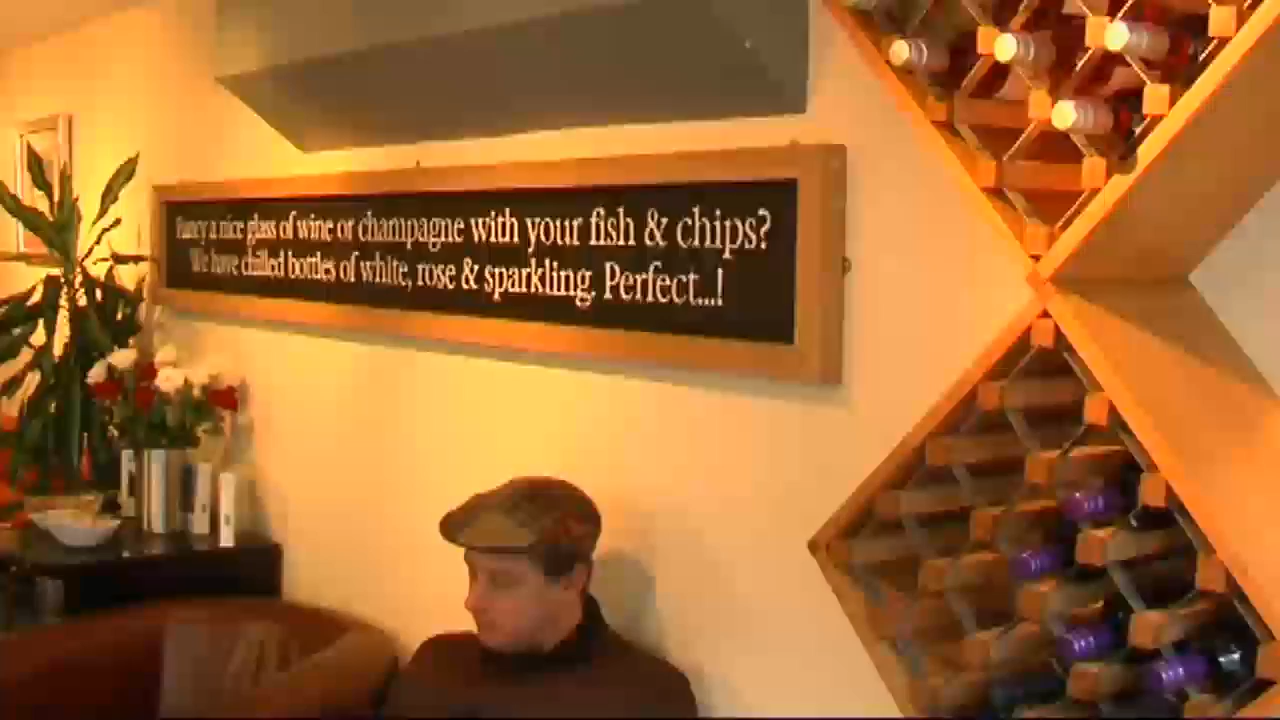 Fancy a nice glass of wine or champagne with your fish & chips?
We have chilled bottles of white, rose & sparkling. Perfect...!